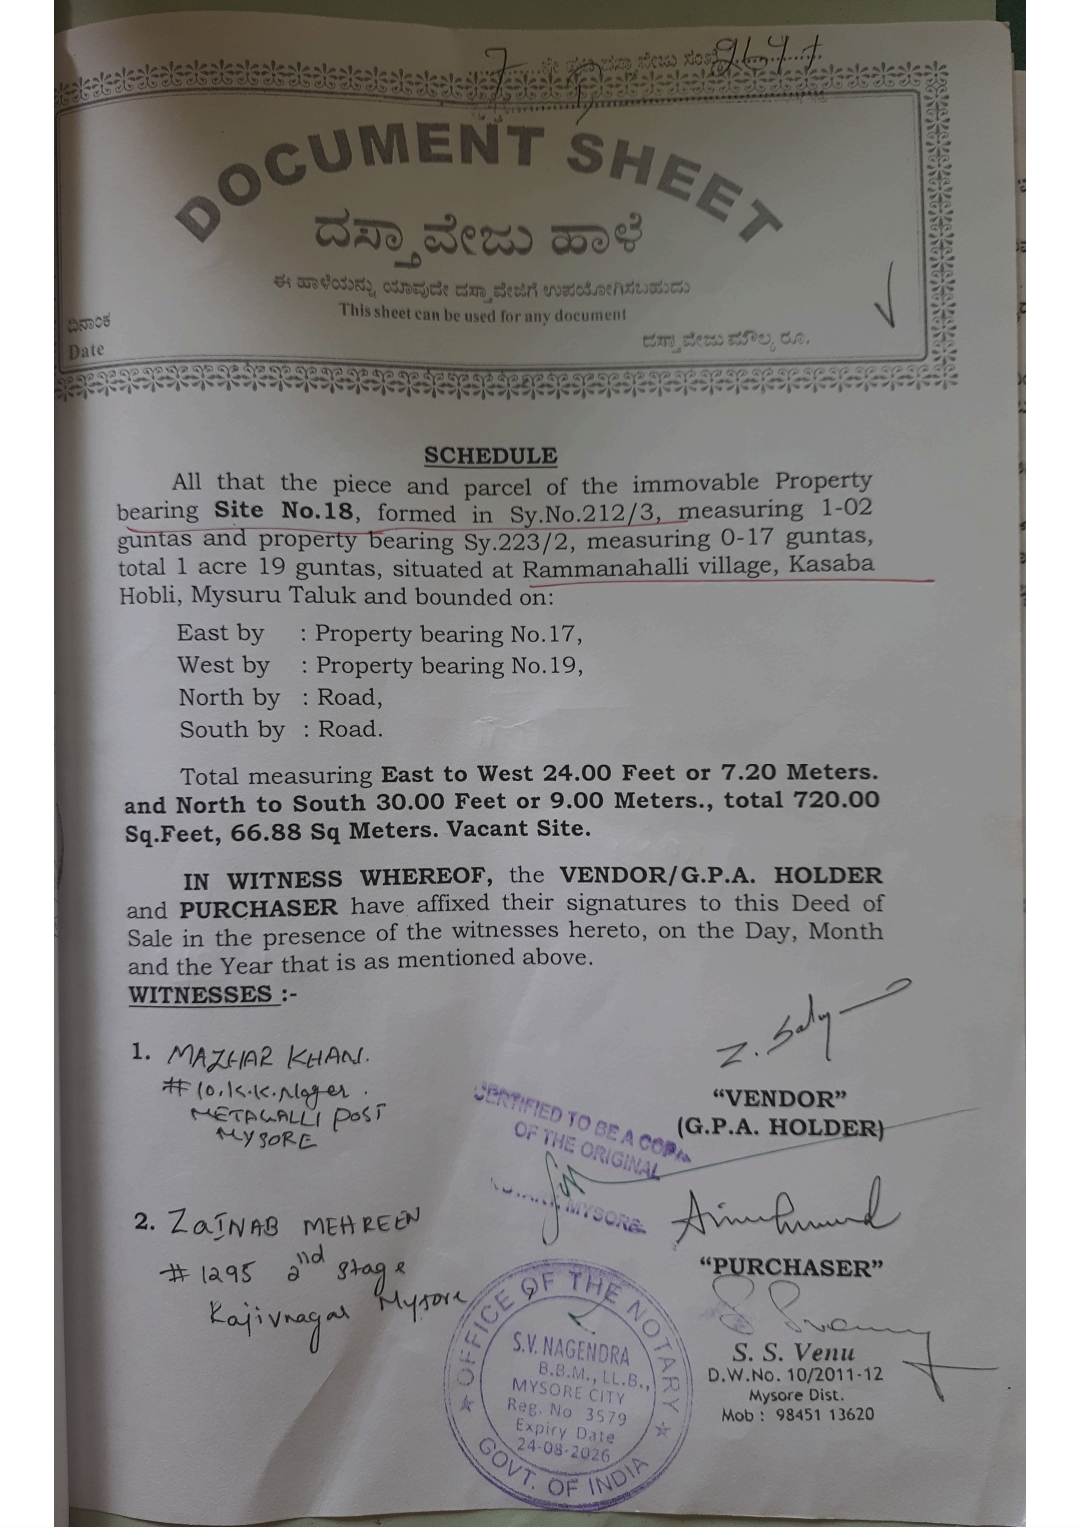 7 ನೇ ಪುಟ ದಸ್ತಾವೇಜು ಸಂಖ್ಯೆ 2677
DOCUMENT SHEET
ದಸ್ತಾವೇಜು ಹಾಳೆ
ಈ ಹಾಳೆಯನ್ನು ಯಾವುದೇ ದಸ್ತಾವೇಜಿಗೆ ಉಪಯೋಗಿಸಬಹುದು
This sheet can be used for any document
ದಿನಾಂಕ
Date
ದಸ್ತಾವೇಜು ಮೌಲ್ಯ ರೂ.
SCHEDULE
All that the piece and parcel of the immovable Property
bearing Site No.18, formed in Sy.No.212/3, measuring 1-02
guntas and property bearing Sy.223/2, measuring 0-17 guntas,
total 1 acre 19 guntas, situated at Rammanahalli village, Kasaba
Hobli, Mysuru Taluk and bounded on:
East by : Property bearing No.17,
West by : Property bearing No.19,
North by : Road,
South by : Road.
Total measuring East to West 24.00 Feet or 7.20 Meters.
and North to South 30.00 Feet or 9.00 Meters., total 720.00
Sq.Feet, 66.88 Sq Meters. Vacant Site.
IN WITNESS WHEREOF, the VENDOR/G.P.A. HOLDER
and PURCHASER have affixed their signatures to this Deed of
Sale in the presence of the witnesses hereto, on the Day, Month
and the Year that is as mentioned above.
WITNESSES :-
1. MAZHAR KHAN.
# 10. K.K. Nager.
METAGALLI POST
MYSORE
"VENDOR"
(G.P.A. HOLDER)
CERTIFIED TO BE A COPY
OF THE ORIGINAL
NOTARY MYSORE
2. ZAINAB MEHREEN
# 1295 2nd Stage
Rajivnagar Mysore
"PURCHASER"
S. S. Venu
D.W.No. 10/2011-12
Mysore Dist.
Mob : 98451 13620
OFFICE OF THE NOTARY
S.V. NAGENDRA
B.B.M., LL.B.,
MYSORE CITY
Reg. No 3579
Expiry Date
24-08-2026
GOVT. OF INDIA